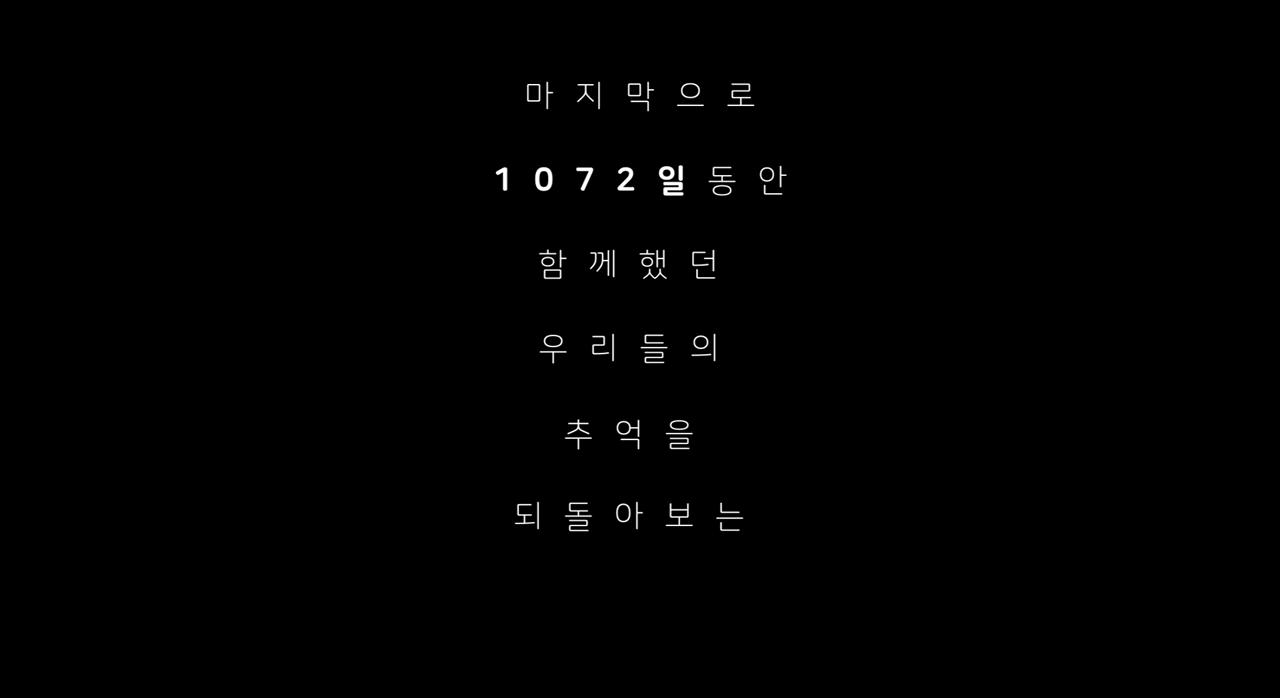 마지막으로
1072일동안
함께했던
우리들의
추억을
되돌아보는